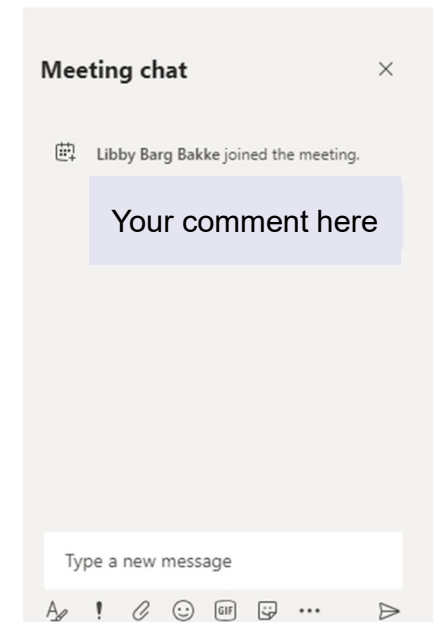 Meeting chat
Libby Barg Bakke joined the meeting.
Your comment here
Type a new message
GIF